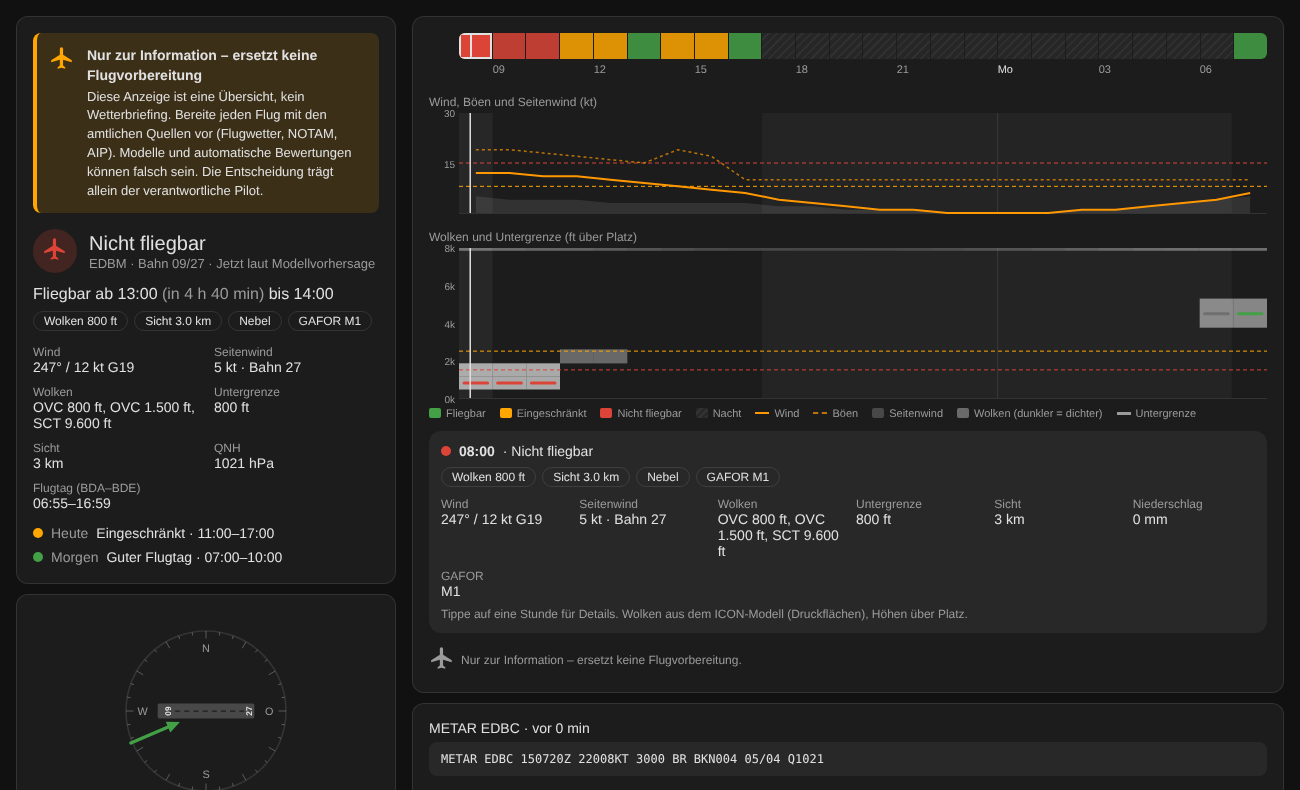 Nur zur Information – ersetzt keine
Flugvorbereitung
Diese Anzeige ist eine Übersicht, kein
Wetterbriefing. Bereite jeden Flug mit den
amtlichen Quellen vor (Flugwetter, NOTAM,
AIP). Modelle und automatische Bewertungen
können falsch sein. Die Entscheidung trägt
allein der verantwortliche Pilot.
Nicht fliegbar
EDBM · Bahn 09/27 · Jetzt laut Modellvorhersage
Fliegbar ab 13:00 (in 4 h 40 min) bis 14:00
Wolken 800 ft Sicht 3.0 km Nebel GAFOR M1
Wind Seitenwind
247° / 12 kt G19 5 kt · Bahn 27
Wolken Untergrenze
OVC 800 ft, OVC 1.500 ft, 800 ft
SCT 9.600 ft
Sicht QNH
3 km 1021 hPa
Flugtag (BDA–BDE)
06:55–16:59
Heute Eingeschränkt · 11:00–17:00
Morgen Guter Flugtag · 07:00–10:00
N
W 09 27 O
S
09 12 15 18 21 Mo 03 06
Wind, Böen und Seitenwind (kt)
30
15
Wolken und Untergrenze (ft über Platz)
8k
6k
4k
2k
0k
Fliegbar Eingeschränkt Nicht fliegbar Nacht Wind Böen Seitenwind Wolken (dunkler = dichter) Untergrenze
08:00 · Nicht fliegbar
Wolken 800 ft Sicht 3.0 km Nebel GAFOR M1
Wind Seitenwind Wolken Untergrenze Sicht Niederschlag
247° / 12 kt G19 5 kt · Bahn 27 OVC 800 ft, OVC 800 ft 3 km 0 mm
1.500 ft, SCT 9.600
ft
GAFOR
M1
Tippe auf eine Stunde für Details. Wolken aus dem ICON-Modell (Druckflächen), Höhen über Platz.
Nur zur Information – ersetzt keine Flugvorbereitung.
METAR EDBC · vor 0 min
METAR EDBC 150720Z 22008KT 3000 BR BKN004 05/04 Q1021